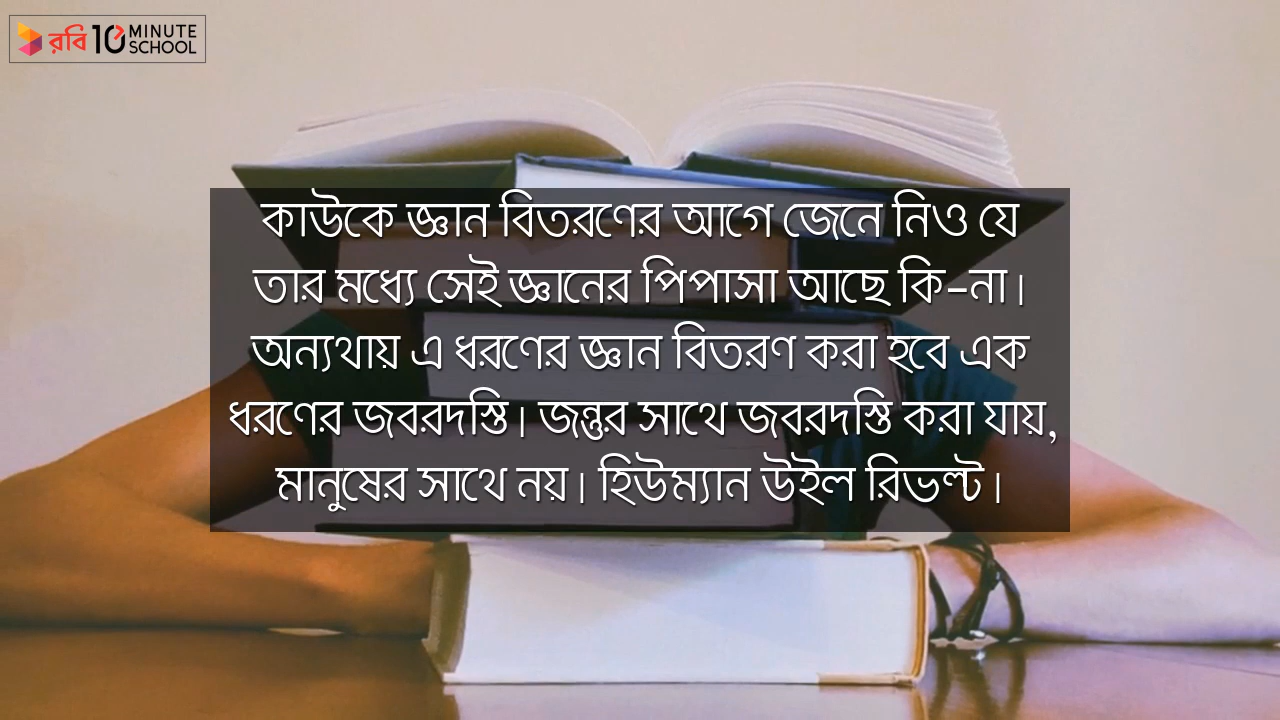 রবি 10 MINUTE SCHOOL
কাউকে জ্ঞান বিতরণের আগে জেনে নিও যে
তার মধ্যে সেই জ্ঞানের পিপাসা আছে কি-না।
অন্যথায় এ ধরণের জ্ঞান বিতরণ করা হবে এক
ধরণের জবরদস্তি। জন্তুর সাথে জবরদস্তি করা যায়,
মানুষের সাথে নয়। হিউম্যান উইল রিভল্ট।